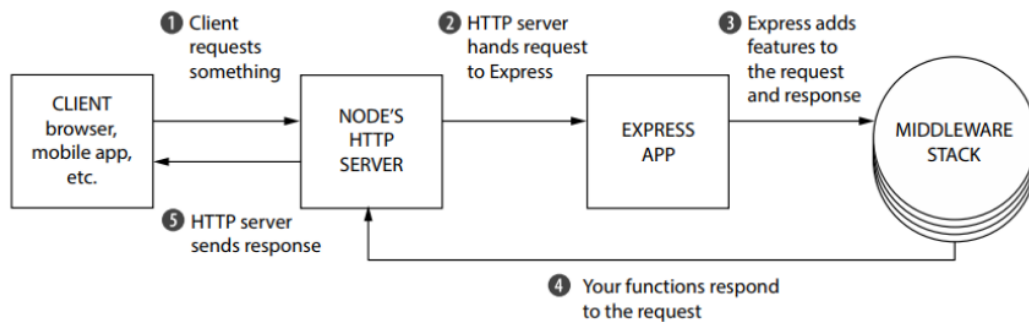 1 Client
requests
something
2 HTTP server
hands request
to Express
3 Express adds
features to
the request
and response
CLIENT
browser,
mobile app,
etc.
NODE'S
HTTP
SERVER
EXPRESS
APP
MIDDLEWARE
STACK
5 HTTP server
sends response
4 Your functions respond
to the request